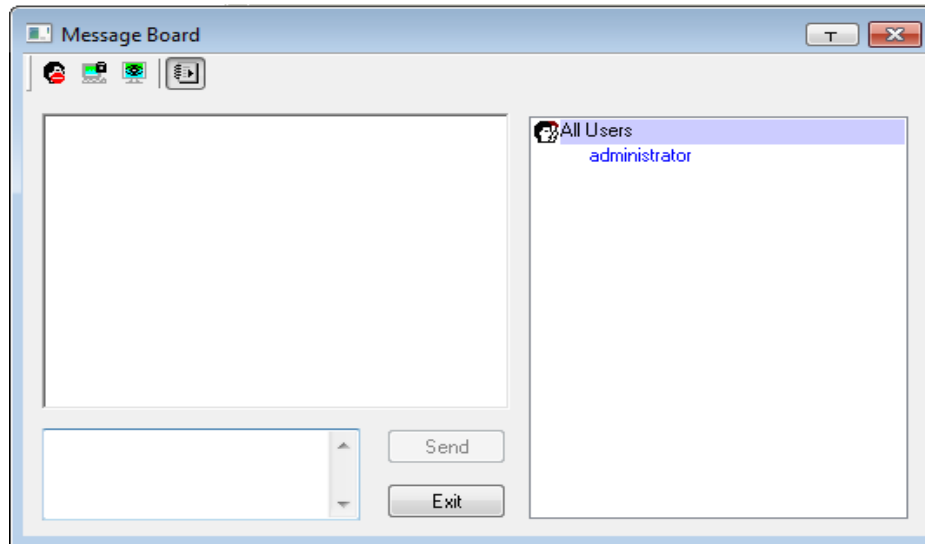 Message Board
T
All Users
administrator
Send
Exit